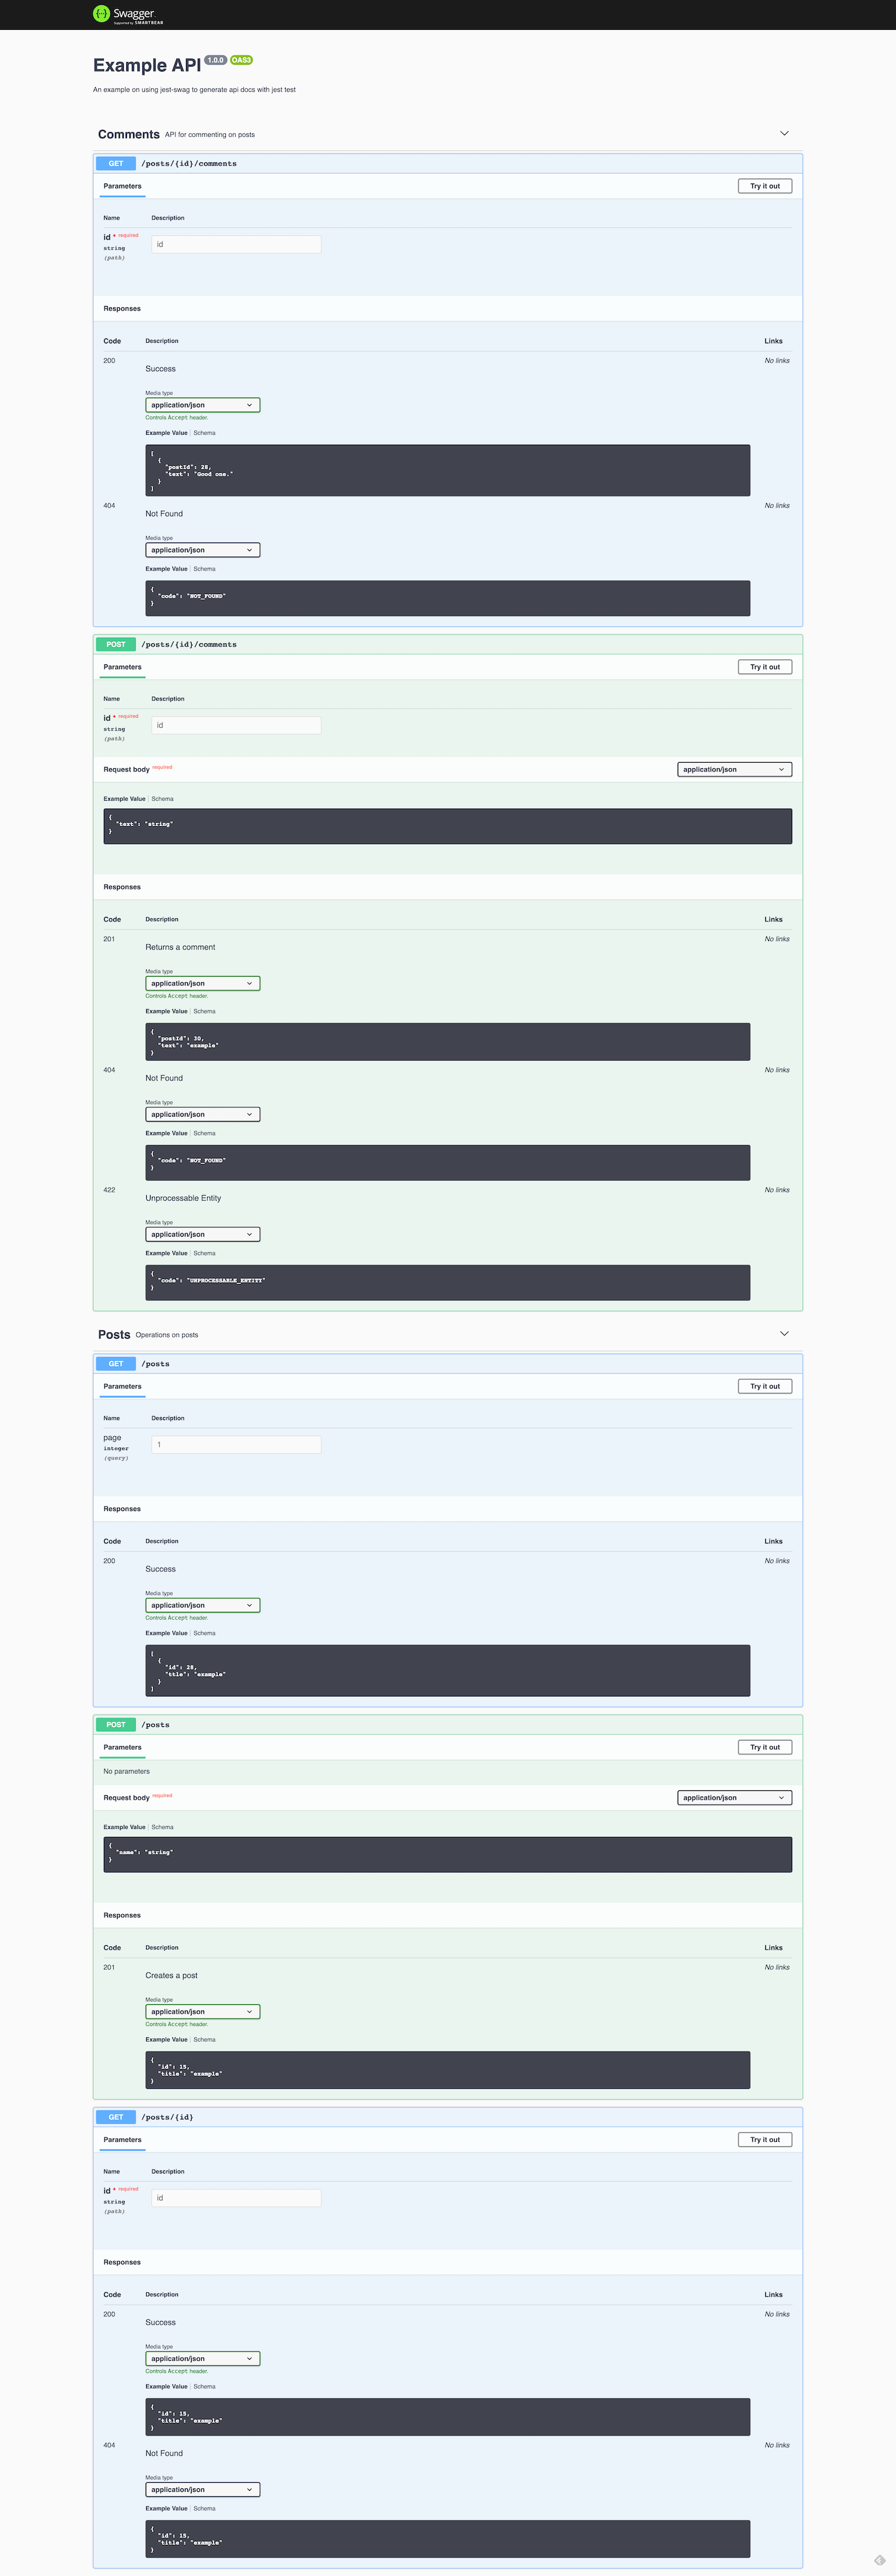 Swagger
Supported by SMARTBEAR
Example API 1.0.0 OAS3
An example on using jest-swag to generate api docs with jest test
Comments API for commenting on posts
GET /posts/{id}/comments
Parameters Try it out
Name Description
id * required
string
(path)
id
Responses
Code Description Links
200 No links
Success
Media type
application/json
Controls Accept header.
Example Value | Schema
[
{
"postId": 28,
"text": "Good one."
}
]
404 No links
Not Found
Media type
application/json
Example Value | Schema
{
"code": "NOT_FOUND"
}
POST /posts/{id}/comments
Parameters Try it out
Name Description
id * required
string
(path)
id
Request body required application/json
Example Value | Schema
{
"text": "string"
}
Responses
Code Description Links
201 No links
Returns a comment
Media type
application/json
Controls Accept header.
Example Value | Schema
{
"postId": 30,
"text": "example"
}
404 No links
Not Found
Media type
application/json
Example Value | Schema
{
"code": "NOT_FOUND"
}
422 No links
Unprocessable Entity
Media type
application/json
Example Value | Schema
{
"code": "UNPROCESSABLE_ENTITY"
}
Posts Operations on posts
GET /posts
Parameters Try it out
Name Description
page
integer
(query)
1
Responses
Code Description Links
200 No links
Success
Media type
application/json
Controls Accept header.
Example Value | Schema
[
{
"id": 28,
"ttle": "example"
}
]
POST /posts
Parameters Try it out
No parameters
Request body required application/json
Example Value | Schema
{
"name": "string"
}
Responses
Code Description Links
201 No links
Creates a post
Media type
application/json
Controls Accept header.
Example Value | Schema
{
"id": 15,
"title": "example"
}
GET /posts/{id}
Parameters Try it out
Name Description
id * required
string
(path)
id
Responses
Code Description Links
200 No links
Success
Media type
application/json
Controls Accept header.
Example Value | Schema
{
"id": 15,
"title": "example"
}
404 No links
Not Found
Media type
application/json
Example Value | Schema
{
"id": 15,
"title": "example"
}